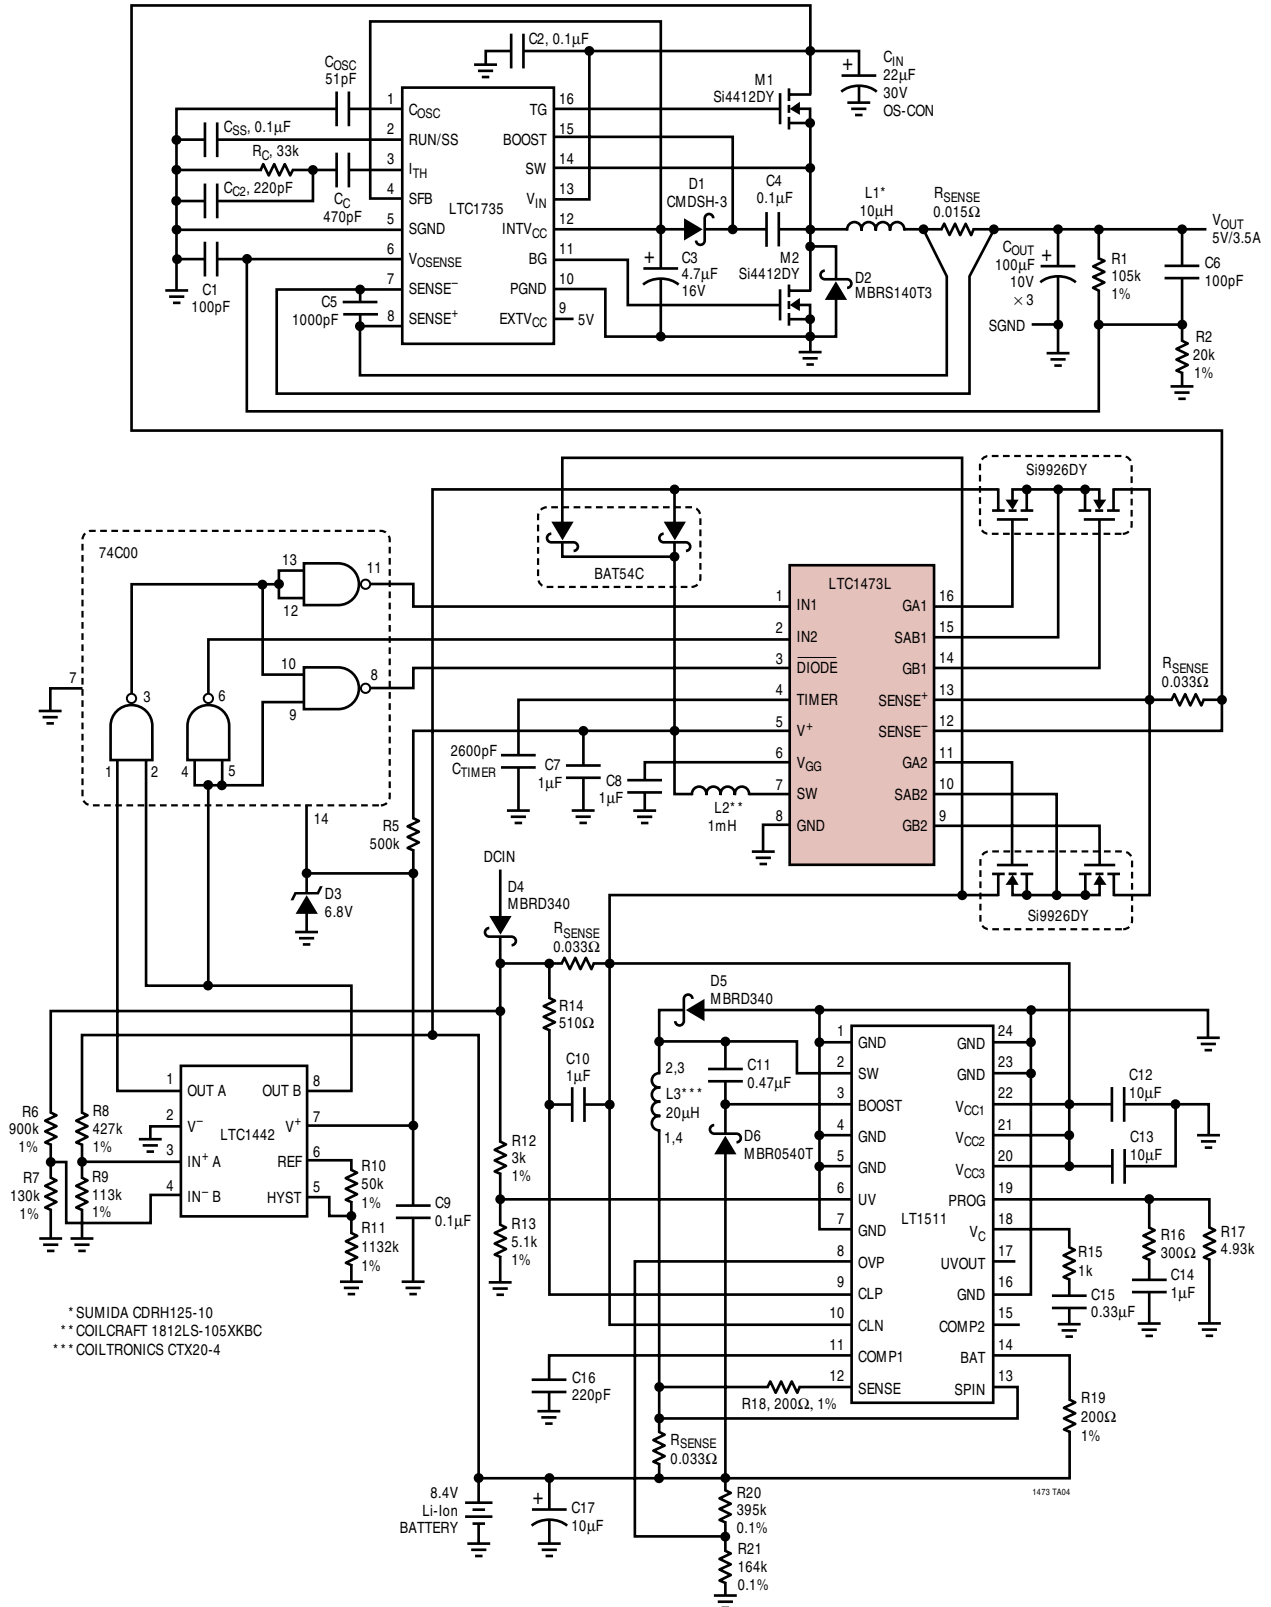 C2, 0.1µF
COSC
51pF
CIN
22µF
30V
OS-CON
M1
Si4412DY
1
COSC
TG
16
CSS, 0.1µF
2
RUN/SS
BOOST
15
RC, 33k
3
ITH
SW
14
CC2, 220pF
CC
470pF
4
SFB
VIN
13
LTC1735
D1
CMDSH-3
C4
0.1µF
L1*
10µH
RSENSE
0.015Ω
VOUT
5V/3.5A
5
SGND
INTVCC
12
6
VOSENSE
BG
11
C1
100pF
7
SENSE−
PGND
10
C5
1000pF
8
SENSE+
EXTVCC
9
5V
C3
4.7µF
16V
M2
Si4412DY
D2
MBRS140T3
COUT
100µF
10V
× 3
SGND
R1
105k
1%
C6
100pF
R2
20k
1%
Si9926DY
BAT54C
74C00
13
12
11
10
9
8
7
3
6
1
2
4
5
14
LTC1473L
1
IN1
GA1
16
2
IN2
SAB1
15
3
DIODE
GB1
14
4
TIMER
SENSE+
13
5
V+
SENSE−
12
6
VGG
GA2
11
7
SW
SAB2
10
8
GND
GB2
9
RSENSE
0.033Ω
2600pF
CTIMER
C7
1µF
C8
1µF
L2**
1mH
R5
500k
D3
6.8V
Si9926DY
DCIN
D4
MBRD340
RSENSE
0.033Ω
R14
510Ω
C10
1µF
D5
MBRD340
2,3
L3***
20µH
1,4
C11
0.47µF
D6
MBR0540T
1
OUT A
OUT B
8
2
V−
V+
7
LTC1442
3
IN+ A
REF
6
4
IN− B
HYST
5
R6
900k
1%
R8
427k
1%
R7
130k
1%
R9
113k
1%
R10
50k
1%
R11
1132k
1%
C9
0.1µF
R12
3k
1%
R13
5.1k
1%
1
GND
GND
24
2
SW
GND
23
3
BOOST
VCC1
22
4
GND
VCC2
21
5
GND
VCC3
20
6
UV
PROG
19
LT1511
7
GND
VC
18
8
OVP
UVOUT
17
9
CLP
GND
16
10
CLN
COMP2
15
11
COMP1
BAT
14
12
SENSE
SPIN
13
C12
10µF
C13
10µF
R15
1k
C15
0.33µF
R16
300Ω
C14
1µF
R17
4.93k
* SUMIDA CDRH125-10
** COILCRAFT 1812LS-105XKBC
*** COILTRONICS CTX20-4
C16
220pF
R18, 200Ω, 1%
RSENSE
0.033Ω
R19
200Ω
1%
8.4V
Li-Ion
BATTERY
C17
10µF
R20
395k
0.1%
R21
164k
0.1%
1473 TA04